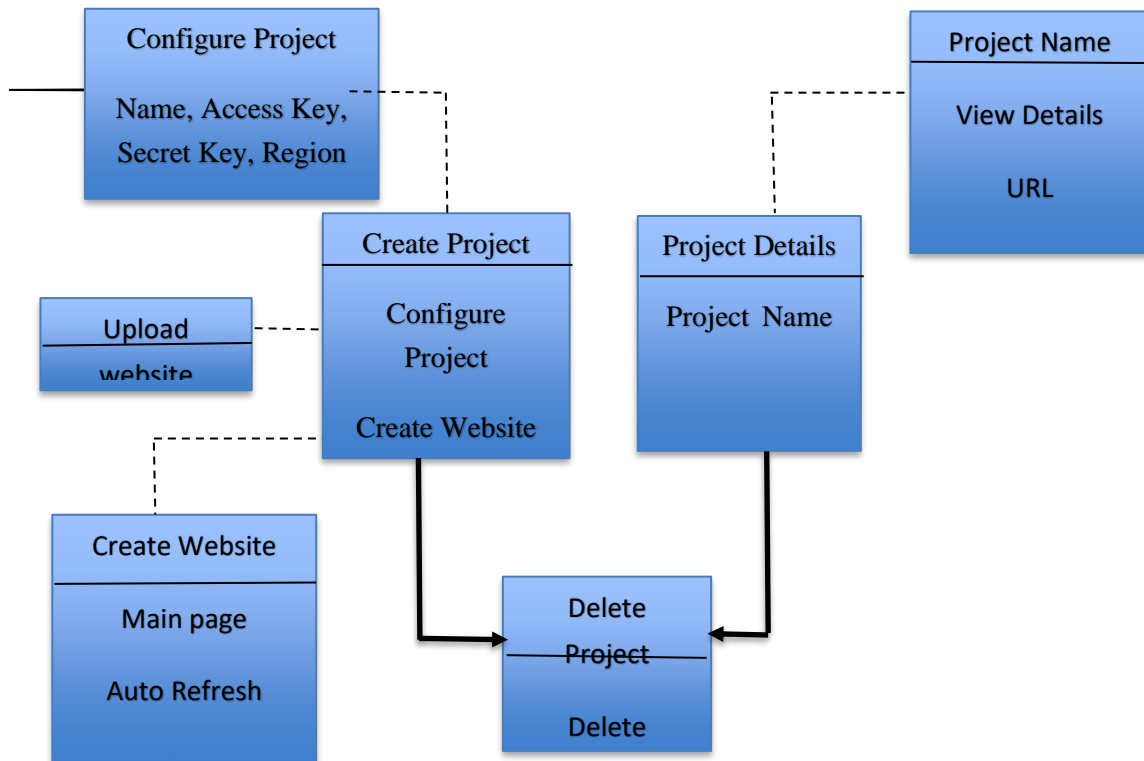 Configure Project
Name, Access Key,
Secret Key, Region
Project Name
View Details
URL
Create Project
Configure
Project
Create Website
Project Details
Project Name
Upload
website
Create Website
Main page
Auto Refresh
Delete
Project
Delete